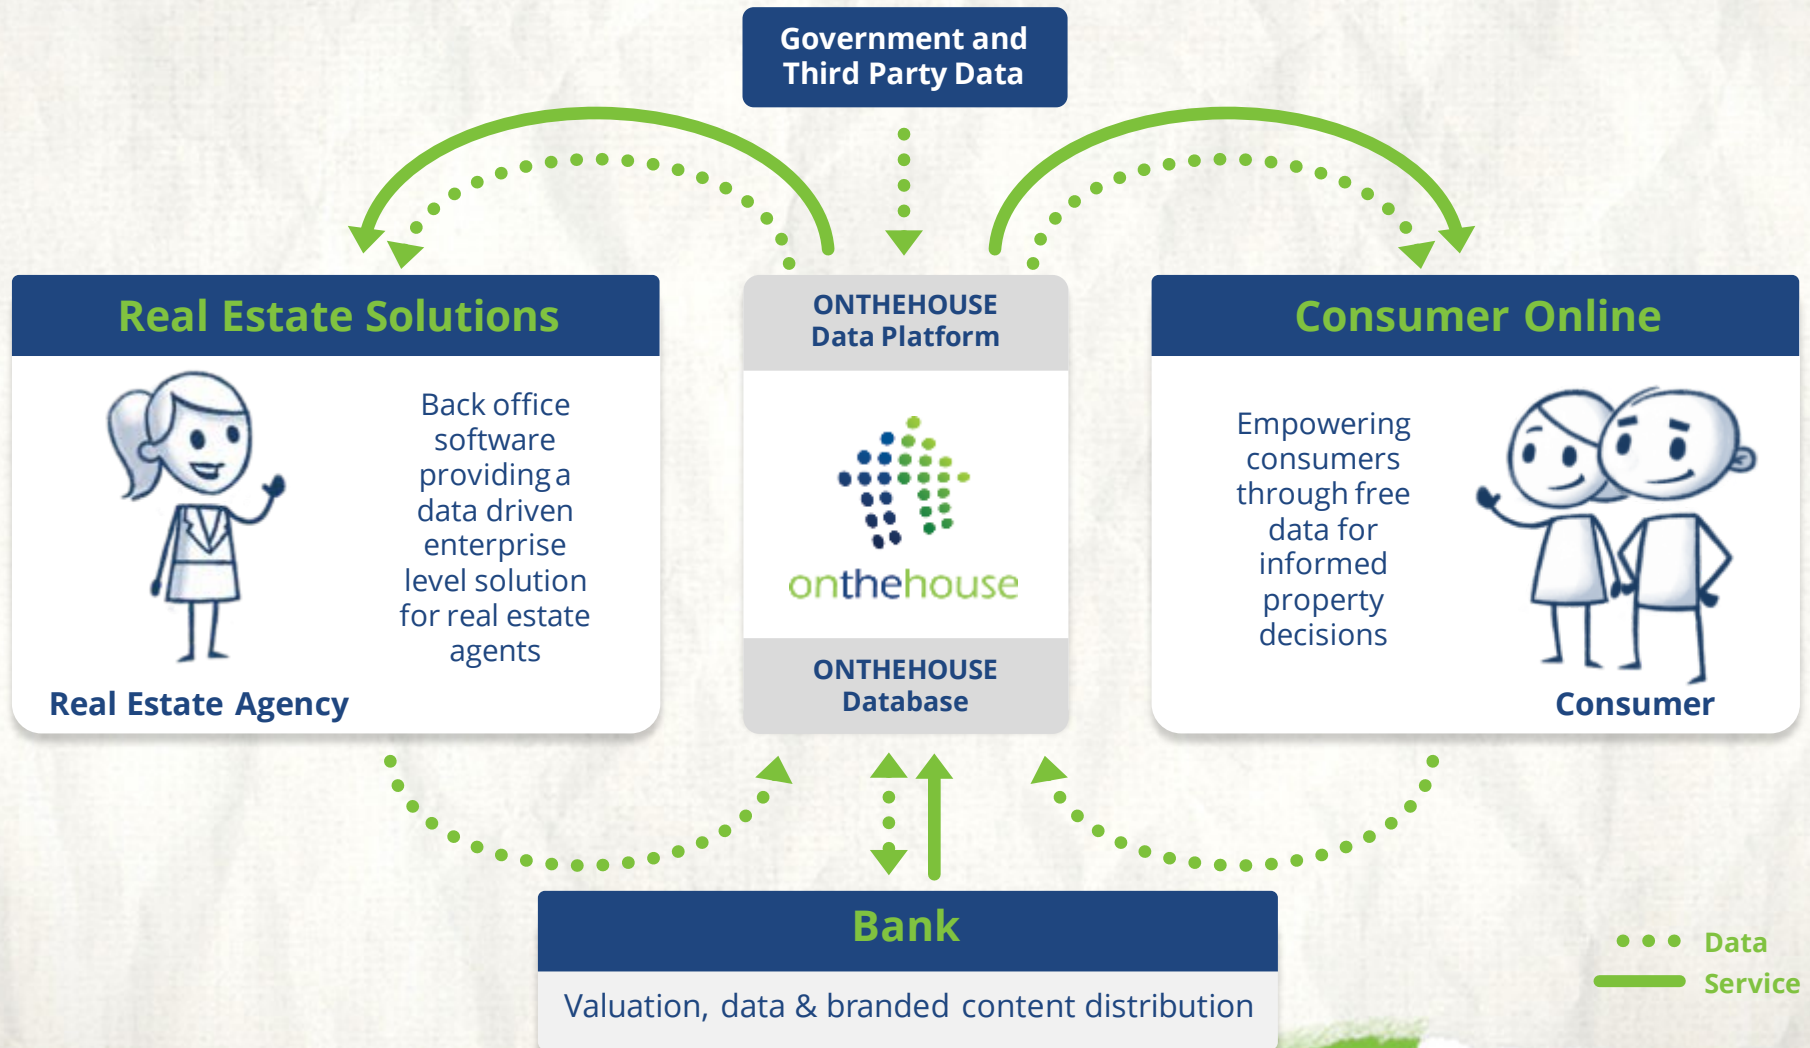 Government and
Third Party Data
Real Estate Solutions
Back office
software
providing a
data driven
enterprise
level solution
for real estate
agents
Real Estate Agency
ONTHEHOUSE
Data Platform
onthehouse
ONTHEHOUSE
Database
Consumer Online
Empowering
consumers
through free
data for
informed
property
decisions
Consumer
Bank
Valuation, data & branded content distribution
Data
Service